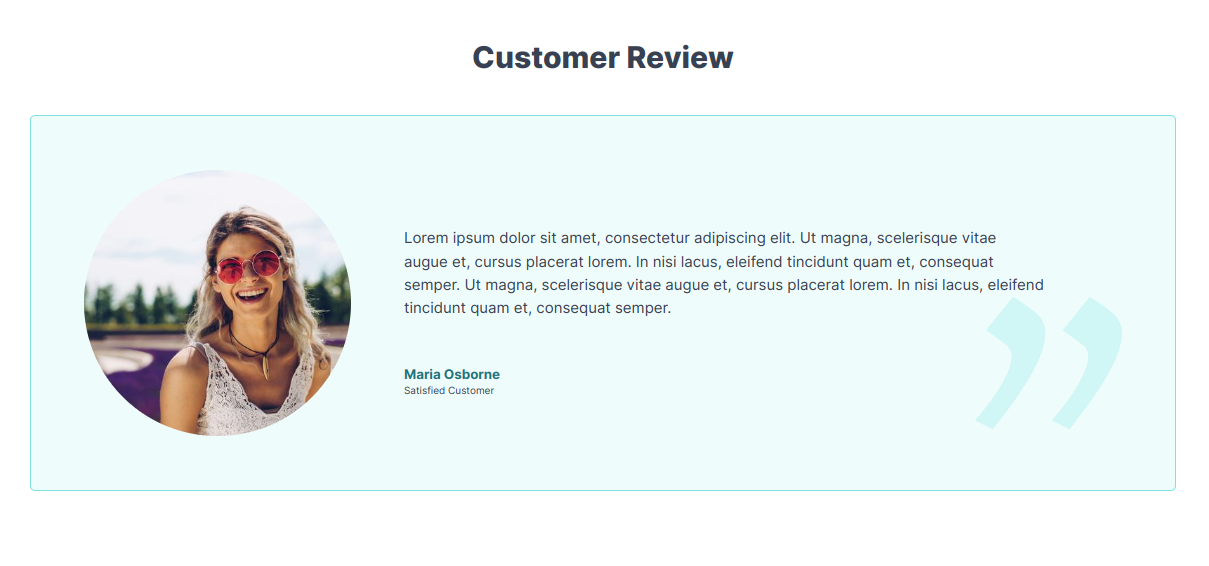 Customer Review
Lorem ipsum dolor sit amet, consectetur adipiscing elit. Ut magna, scelerisque vitae
augue et, cursus placerat lorem. In nisi lacus, eleifend tincidunt quam et, consequat
semper. Ut magna, scelerisque vitae augue et, cursus placerat lorem. In nisi lacus, eleifend
tincidunt quam et, consequat semper.
Maria Osborne
Satisfied Customer
”